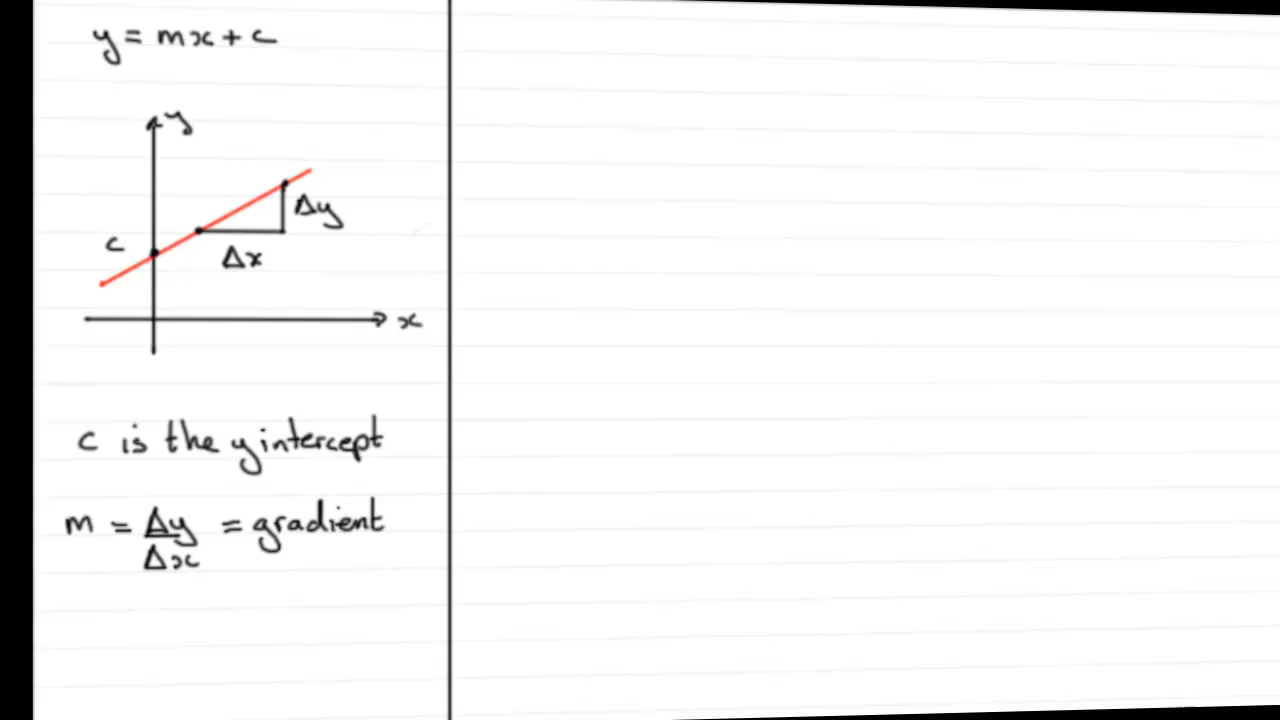 y = mx + c
y
Δy
c
Δx
x
c is the y intercept
m = Δy = gradient
Δx